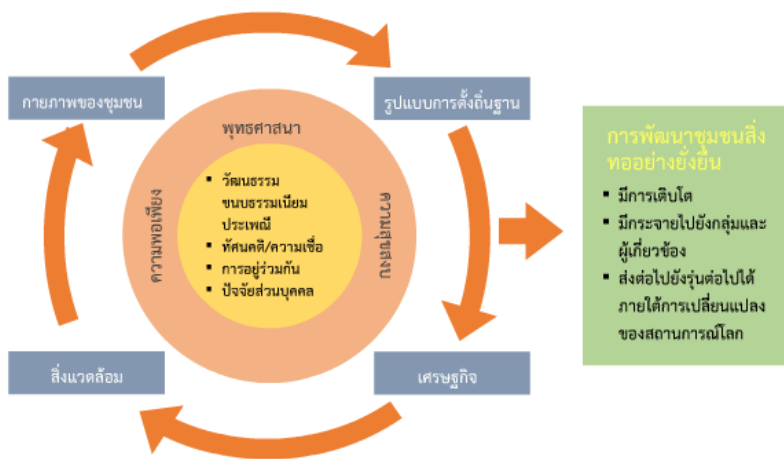 กายภาพของชุมชน
รูปแบบการตั้งถิ่นฐาน
พุทธศาสนา
ความพอเพียง
ความสุขสงบ
▪ วัฒนธรรม
ขนบธรรมเนียม
ประเพณี
▪ ทัศนคติ/ความเชื่อ
▪ การอยู่ร่วมกัน
▪ ปัจจัยส่วนบุคคล
สิ่งแวดล้อม
เศรษฐกิจ
การพัฒนาชุมชนสิ่ง
ทออย่างยั่งยืน
▪ มีการเติบโต
▪ มีกระจายไปยังกลุ่มและ
ผู้เกี่ยวข้อง
▪ ส่งต่อไปยังรุ่นต่อไปได้
ภายใต้การเปลี่ยนแปลง
ของสถานการณ์โลก